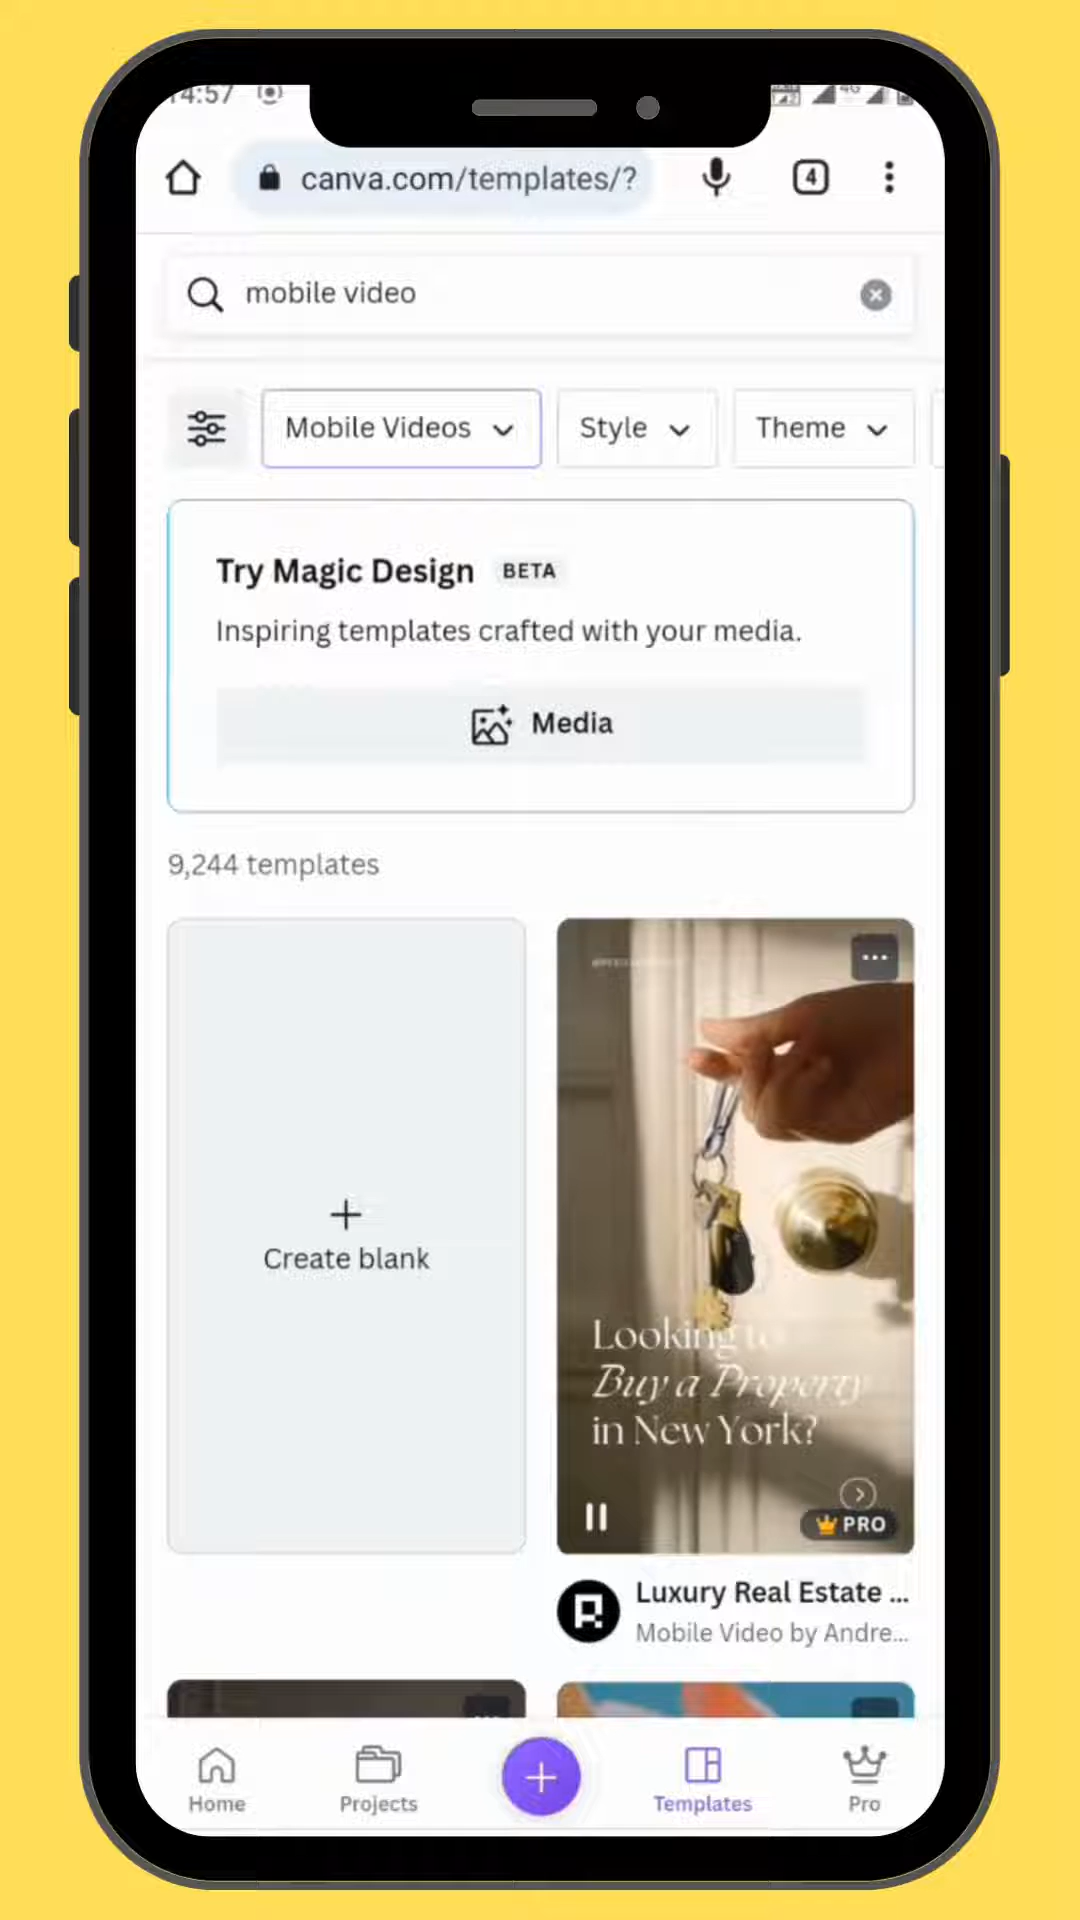 14:57
4G
canva.com/templates/?
4
mobile video
Mobile Videos
Style
Theme
Try Magic Design BETA
Inspiring templates crafted with your media.
Media
9,244 templates
Create blank
Looking to
Buy a Property
in New York?
PRO
Luxury Real Estate ...
Mobile Video by Andre...
Home
Projects
Templates
Pro